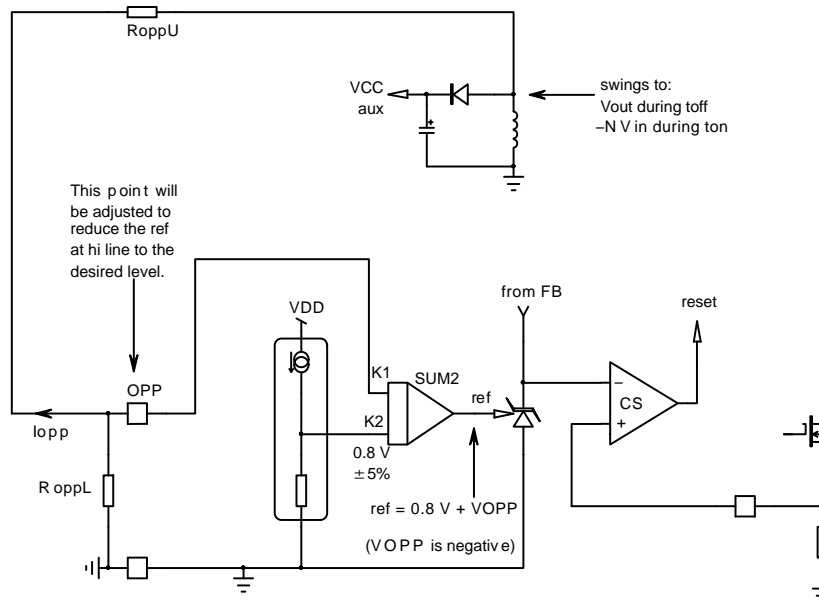 RoppU
VCC
aux
swings to:
Vout during toff
–N V in during ton
This point will
be adjusted to
reduce the ref
at hi line to the
desired level.
from FB
reset
VDD
OPP
K1
SUM2
ref
CS
–
+
Iopp
K2
0.8 V
±5%
RoppL
ref = 0.8 V + VOPP
(VOPP is negative)
+